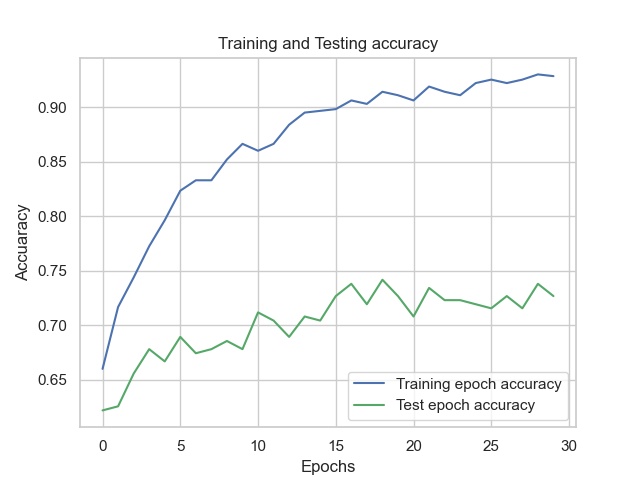 Training and Testing accuracy
Accuaracy
0.90
0.85
0.80
0.75
0.70
0.65
Training epoch accuracy
Test epoch accuracy
0 5 10 15 20 25 30
Epochs